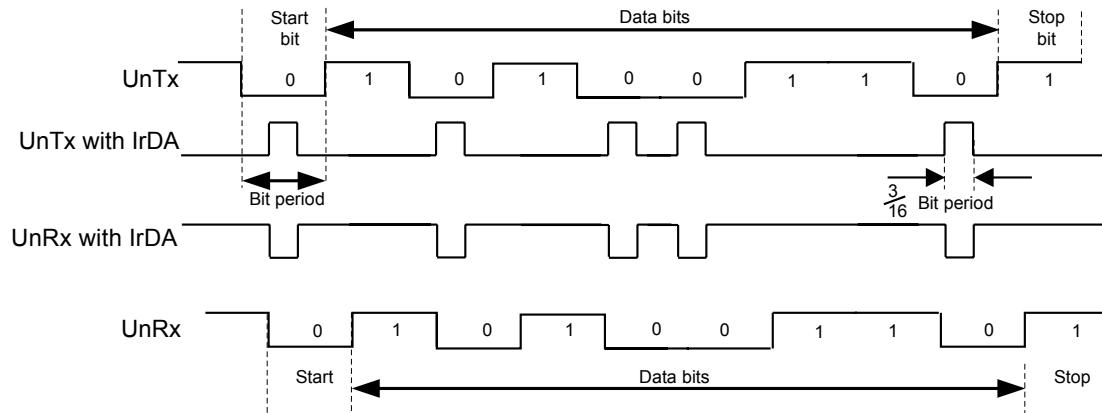 Start
bit
Data bits
Stop
bit
UnTx
0 1 0 1 0 0 1 1 0 1
UnTx with IrDA
Bit period
3/16 Bit period
UnRx with IrDA
UnRx
0 1 0 1 0 0 1 1 0 1
Start
Data bits
Stop